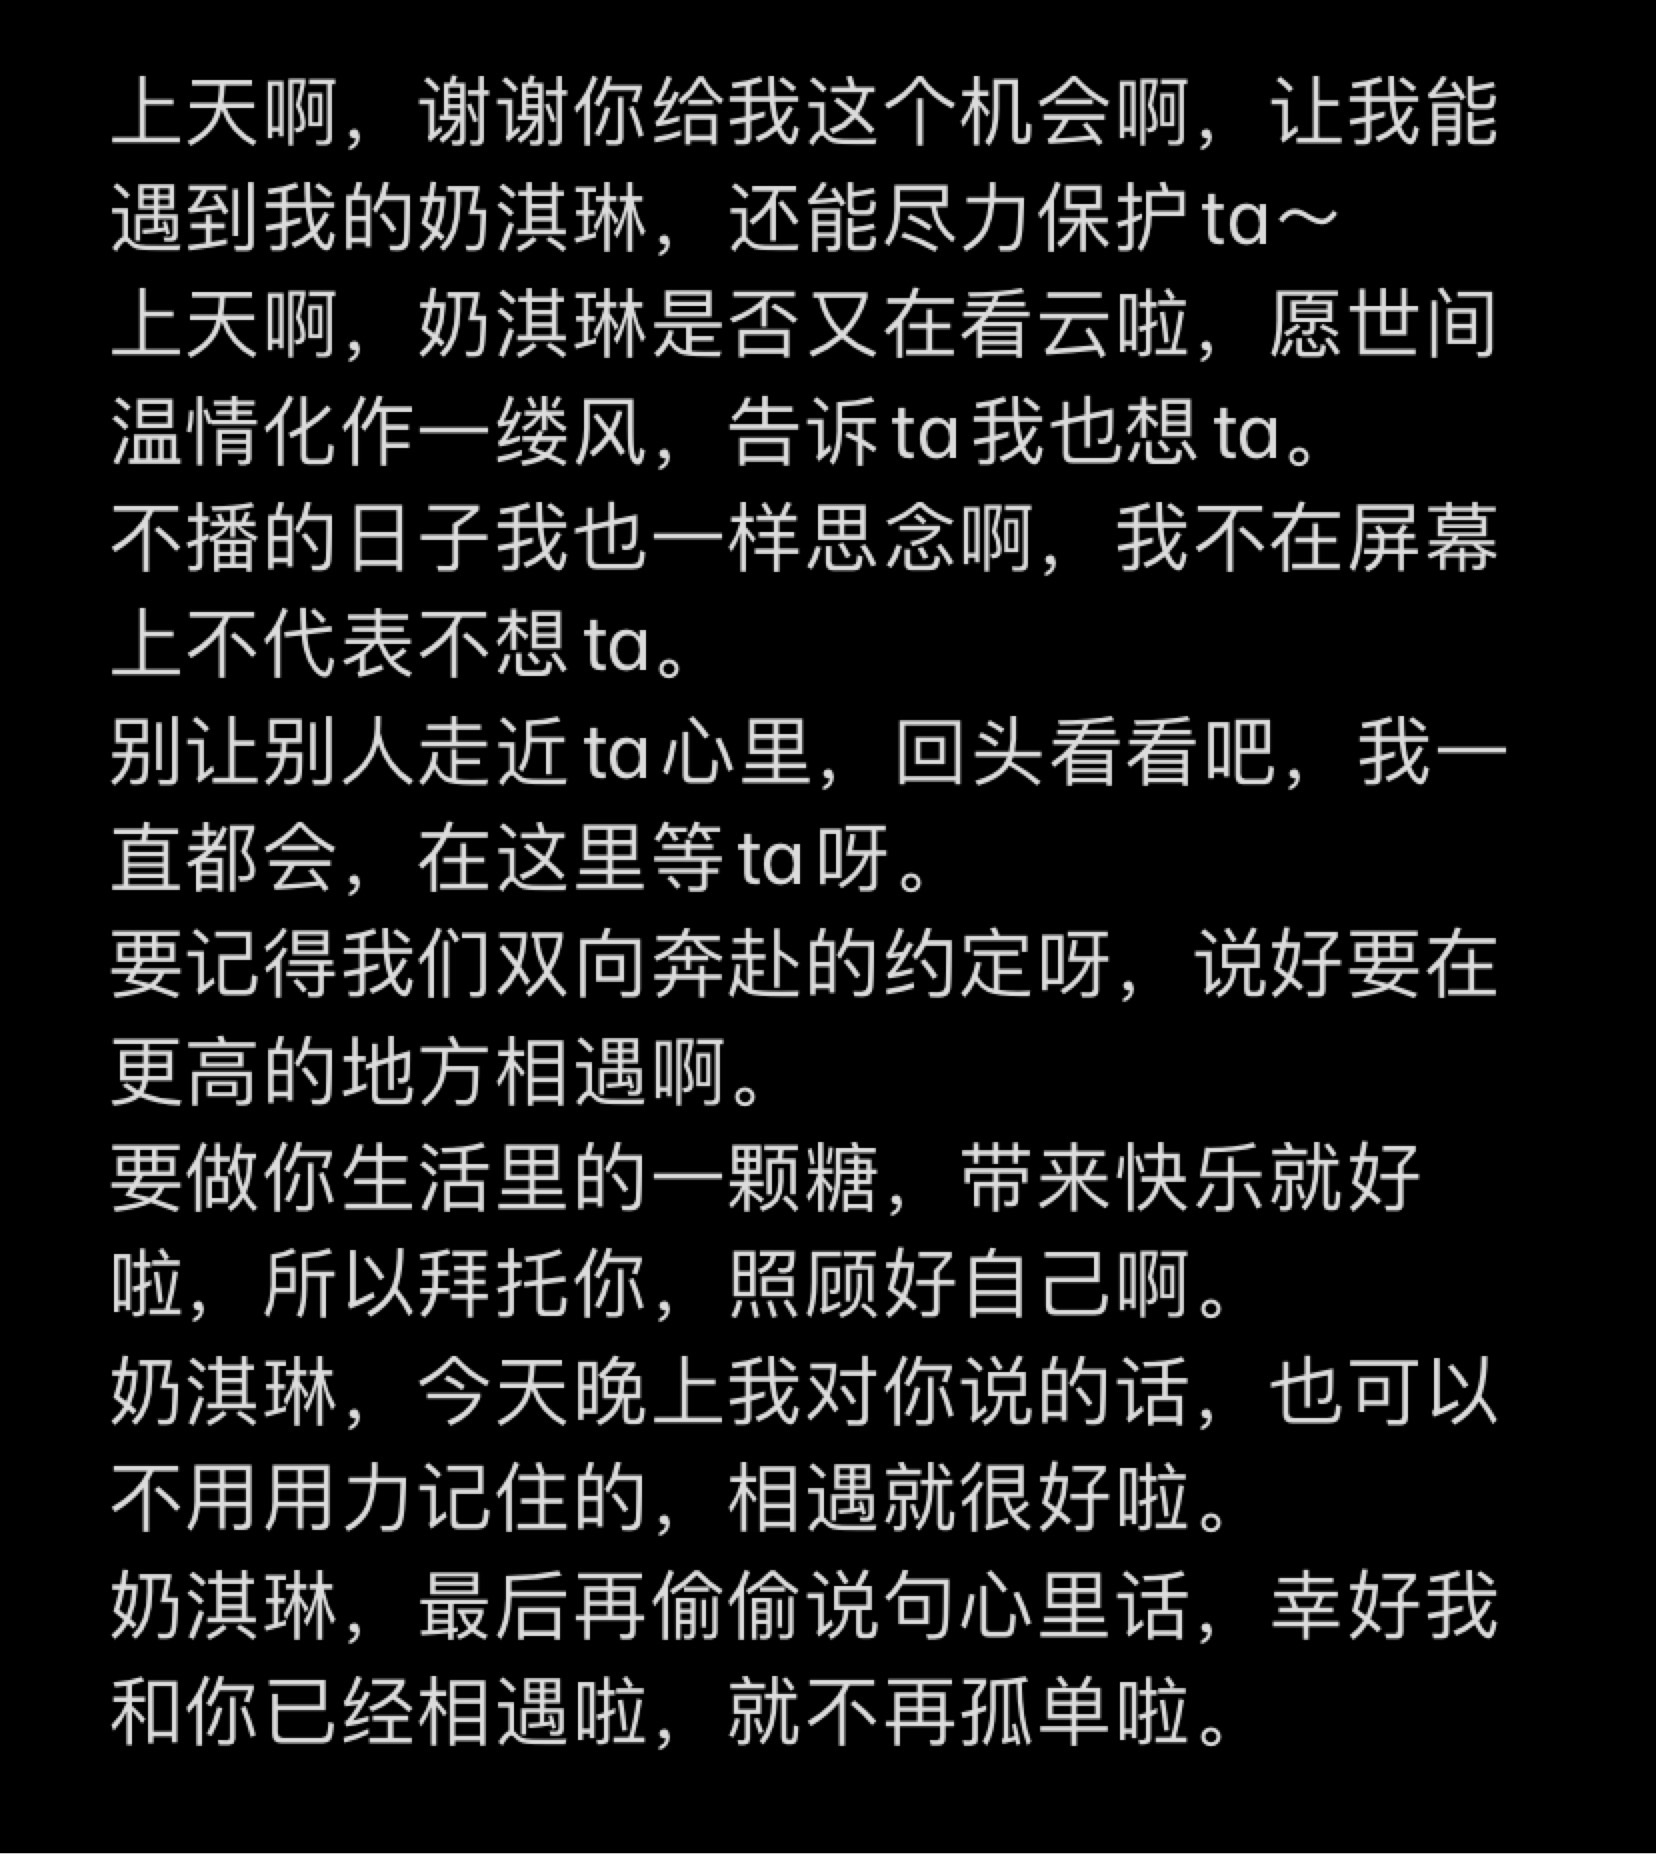 上天啊，谢谢你给我这个机会啊，让我能
遇到我的奶淇琳，还能尽力保护ta～
上天啊，奶淇琳是否又在看云啦，愿世间
温情化作一缕风，告诉ta我也想ta。
不播的日子我也一样思念啊，我不在屏幕
上不代表不想ta。
别让别人走近ta心里，回头看看吧，我一
直都会，在这里等ta呀。
要记得我们双向奔赴的约定呀，说好要在
更高的地方相遇啊。
要做你生活里的一颗糖，带来快乐就好
啦，所以拜托你，照顾好自己啊。
奶淇琳，今天晚上我对你说的话，也可以
不用用力记住的，相遇就很好啦。
奶淇琳，最后再偷偷说句心里话，幸好我
和你已经相遇啦，就不再孤单啦。